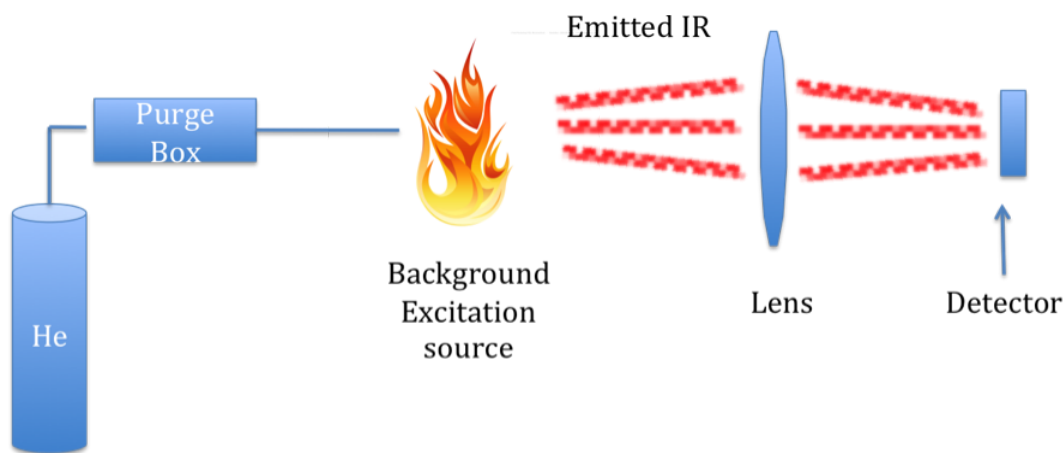 Emitted IR
Purge
Box
He
Background
Excitation
source
Lens
Detector